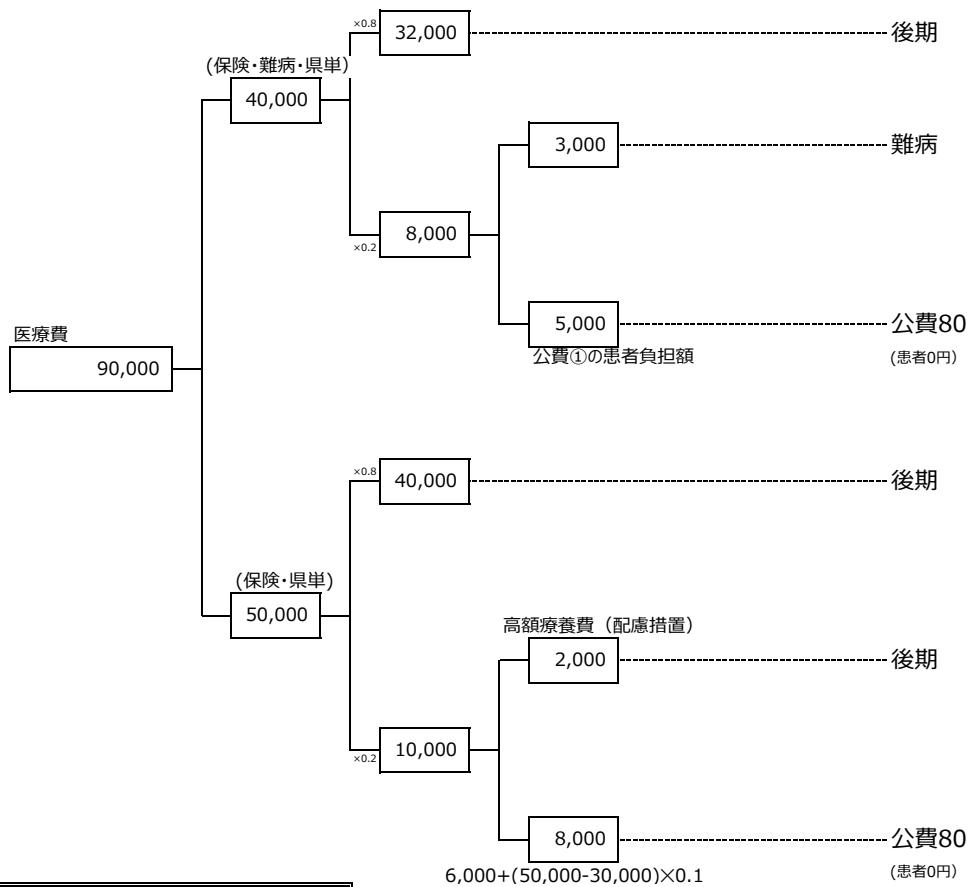 ×0.8
32,000
後期
(保険・難病・県単)
40,000
3,000
難病
×0.2
8,000
5,000
公費80
公費①の患者負担額
(患者0円)
医療費
90,000
×0.8
40,000
後期
(保険・県単)
50,000
高額療養費（配慮措置）
2,000
後期
×0.2
10,000
8,000
公費80
6,000+(50,000-30,000)×0.1
(患者0円)